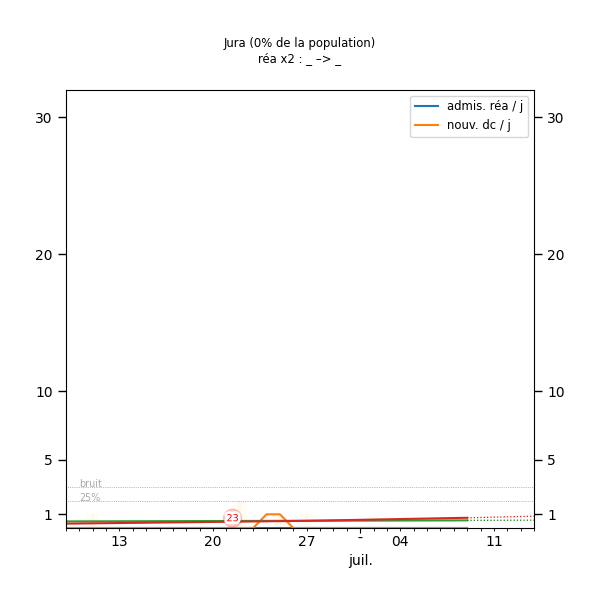 Jura (0% de la population)
réa x2 : _ –> _
admis. réa / j
nouv. dc / j
30 30
20 20
10 10
5 5
bruit
25%
1 23 1
13 20 27 - 04 11
juil.